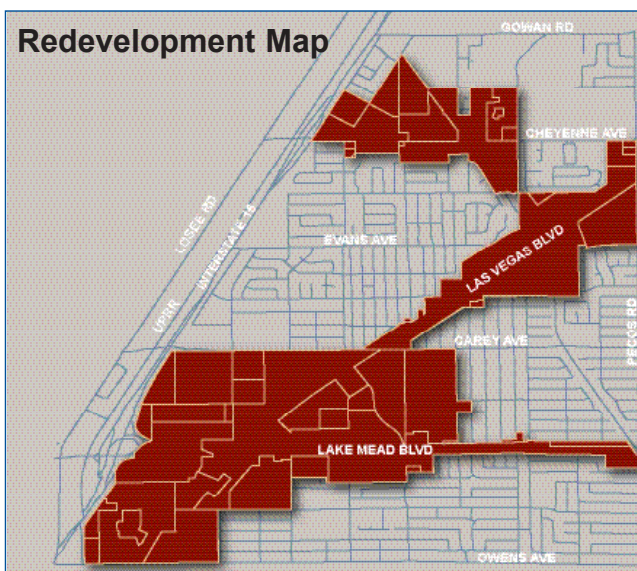 Redevelopment Map
GOWAN RD
CHEYENNE AVE
LOSEE RD
INTERSTATE 15
UPRR
EVANS AVE
LAS VEGAS BLVD
CAREY AVE
PECOS RD
LAKE MEAD BLVD
OWENS AVE